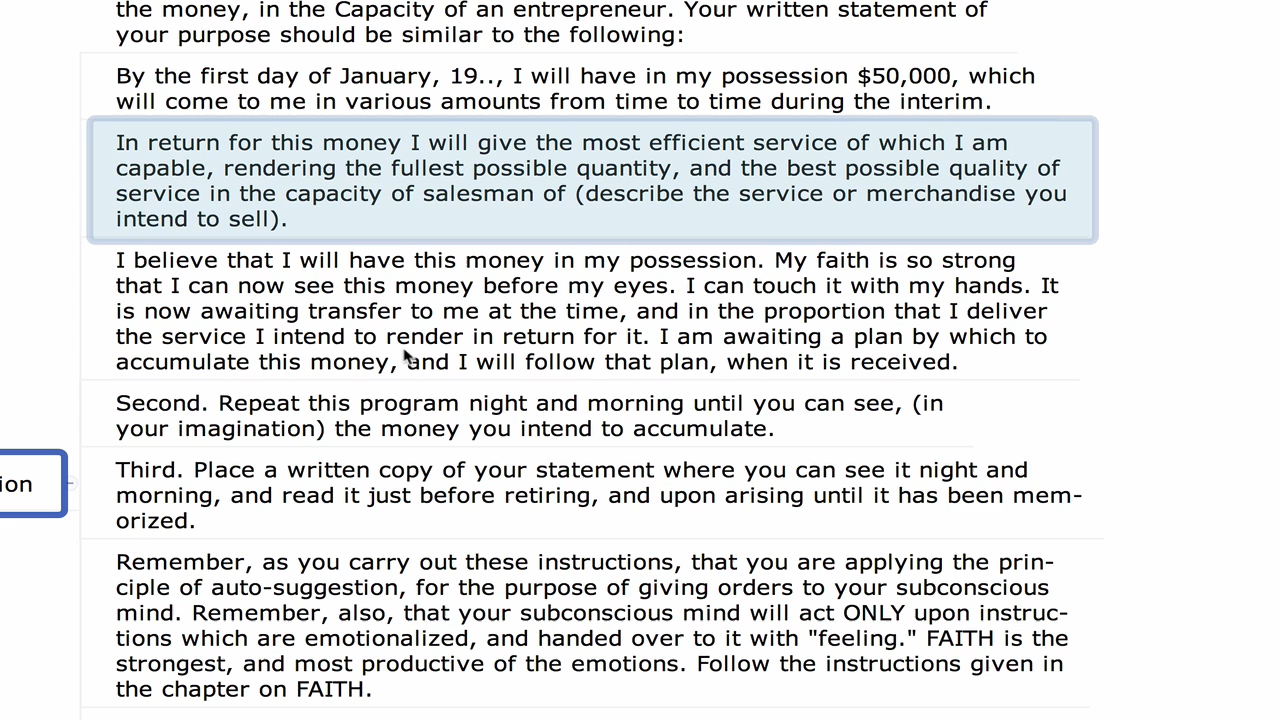 the money, in the Capacity of an entrepreneur. Your written statement of
your purpose should be similar to the following:
By the first day of January, 19.., I will have in my possession $50,000, which
will come to me in various amounts from time to time during the interim.
In return for this money I will give the most efficient service of which I am
capable, rendering the fullest possible quantity, and the best possible quality of
service in the capacity of salesman of (describe the service or merchandise you
intend to sell).
I believe that I will have this money in my possession. My faith is so strong
that I can now see this money before my eyes. I can touch it with my hands. It
is now awaiting transfer to me at the time, and in the proportion that I deliver
the service I intend to render in return for it. I am awaiting a plan by which to
accumulate this money, and I will follow that plan, when it is received.
Second. Repeat this program night and morning until you can see, (in
your imagination) the money you intend to accumulate.
ion
Third. Place a written copy of your statement where you can see it night and
morning, and read it just before retiring, and upon arising until it has been mem-
orized.
Remember, as you carry out these instructions, that you are applying the prin-
ciple of auto-suggestion, for the purpose of giving orders to your subconscious
mind. Remember, also, that your subconscious mind will act ONLY upon instruc-
tions which are emotionalized, and handed over to it with "feeling." FAITH is the
strongest, and most productive of the emotions. Follow the instructions given in
the chapter on FAITH.